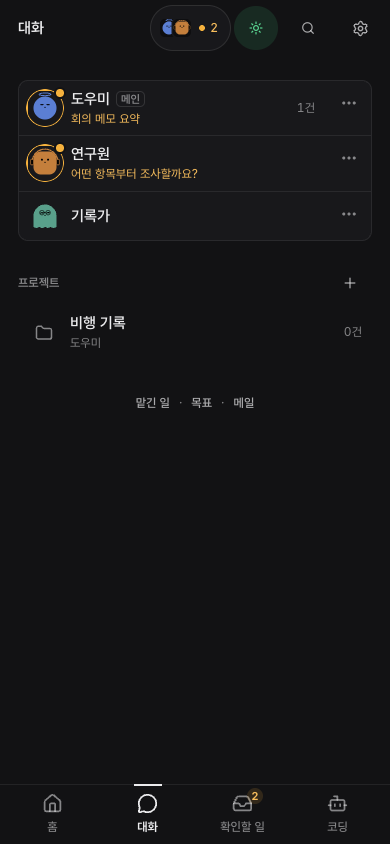 대화
2
도우미 메인
회의 메모 요약
1건
연구원
어떤 항목부터 조사할까요?
기록가
프로젝트
비행 기록
도우미
0건
맡긴 일 · 목표 · 메일
홈
대화
2
확인할 일
코딩